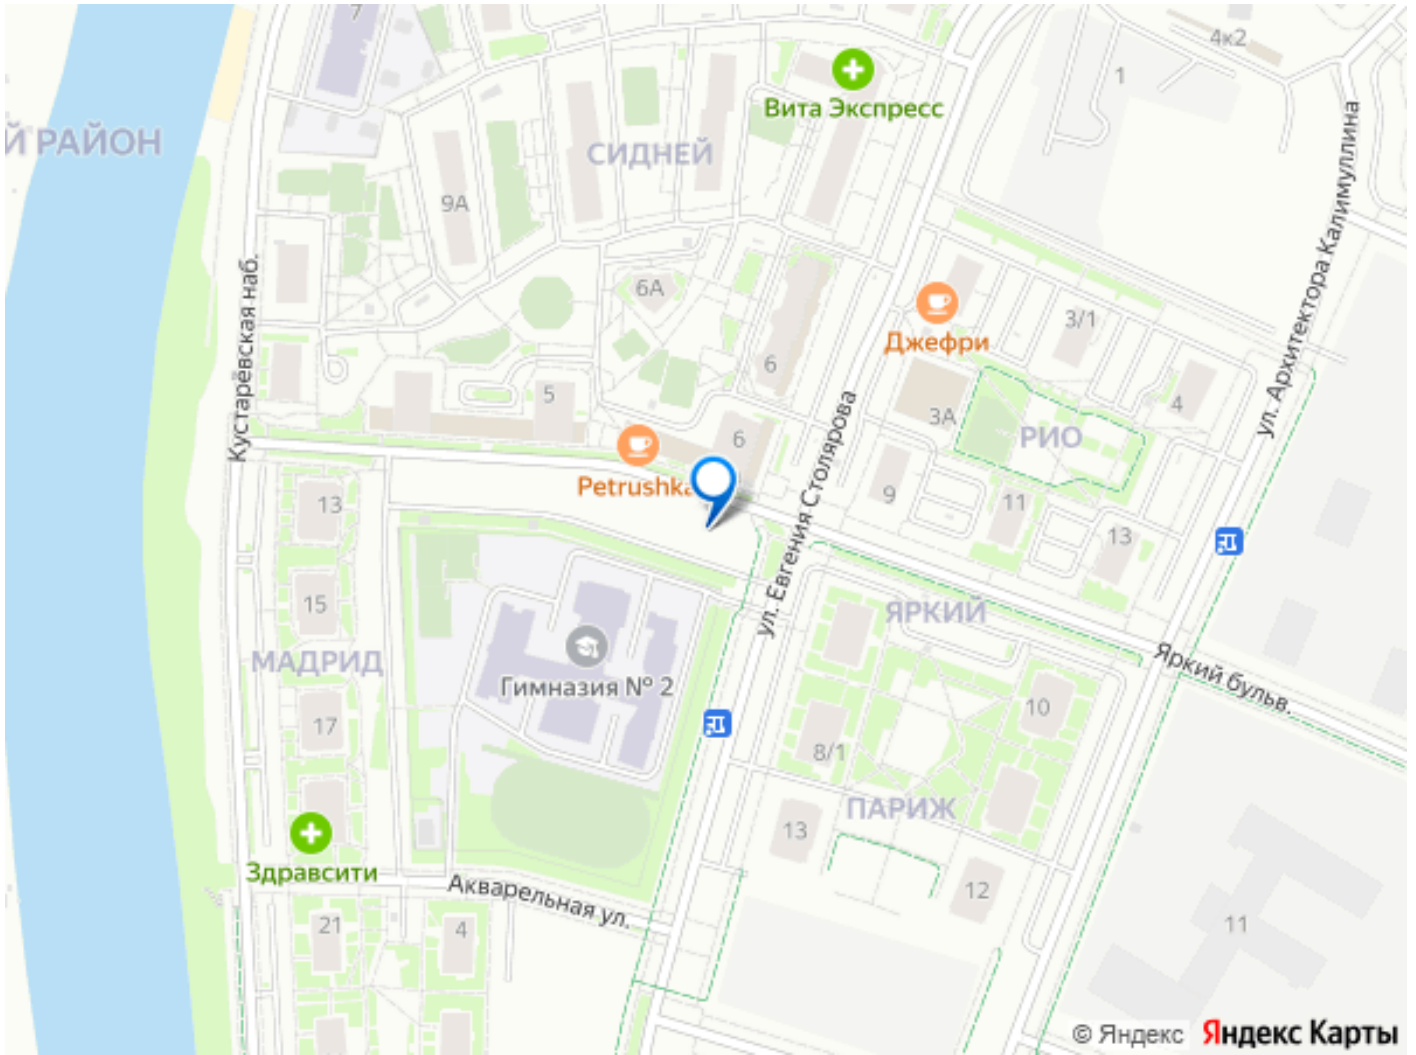 7
4к2
1
Вита Экспресс
Й РАЙОН
СИДНЕЙ
9А
ул. Архитектора Калимуллина
Кустаревская наб.
6А
3/1
Джефри
6
5
3А
4
РИО
6
Petrushka
ул. Евгения Столярова
9
11
13
13
15
ЯРКИЙ
МАДРИД
Гимназия № 2
Яркий бульв.
17
10
8/1
ПАРИЖ
13
Здравсити
Акварельная ул.
12
21
4
11
© Яндекс
Яндекс Карты